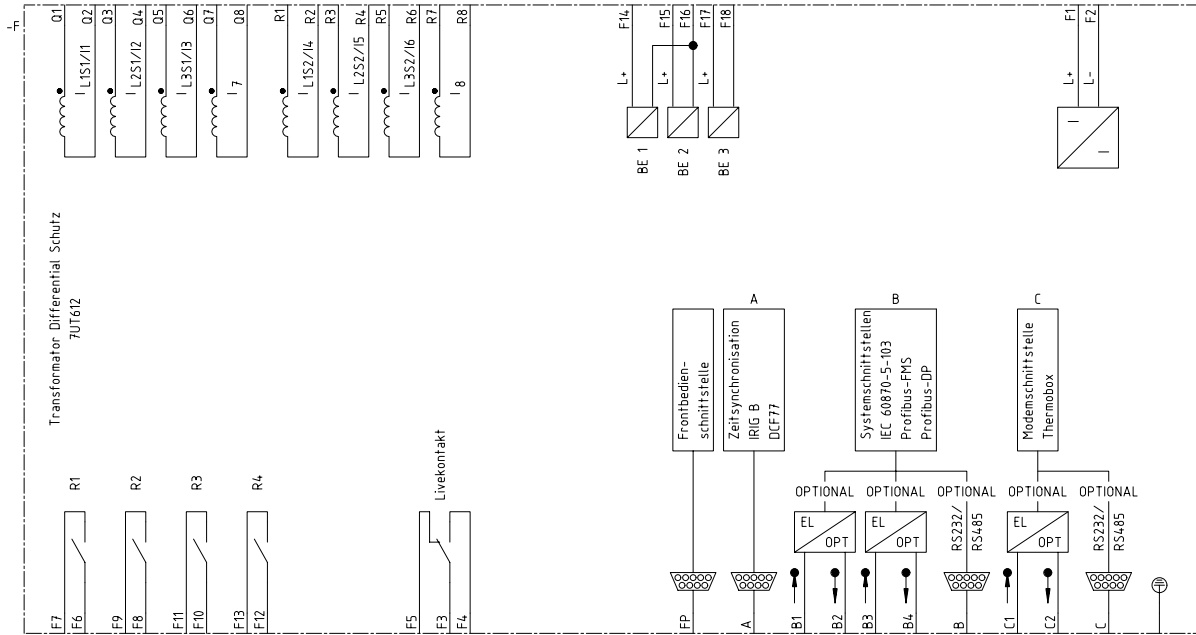 -F
Q1
Q2
Q3
Q4
Q5
Q6
Q7
Q8
R1
R2
R3
R4
R5
R6
R7
R8
L1S1/I1
L2S1/I2
L3S1/I3
I 7
L1S2/I4
L2S2/I5
L3S2/I6
I 8
F14
F15
F16
F17
F18
F1
F2
L+
L+
L+
L+
L-
BE 1
BE 2
BE 3
Transformator Differential Schutz
7UT612
A
B
C
Frontbedien-
schnittstelle
Zeitsynchronisation
IRIG B
DCF77
Systemschnittstellen
IEC 60870-5-103
Profibus-FMS
Profibus-DP
Modemschnittstelle
Thermobox
R1
R2
R3
R4
Livekontakt
OPTIONAL
OPTIONAL
OPTIONAL
OPTIONAL
OPTIONAL
EL
OPT
EL
OPT
RS232/
RS485
EL
OPT
RS232/
RS485
F7
F6
F9
F8
F11
F10
F13
F12
F5
F3
F4
FP
A
B1
B2
B3
B4
B
C1
C2
C